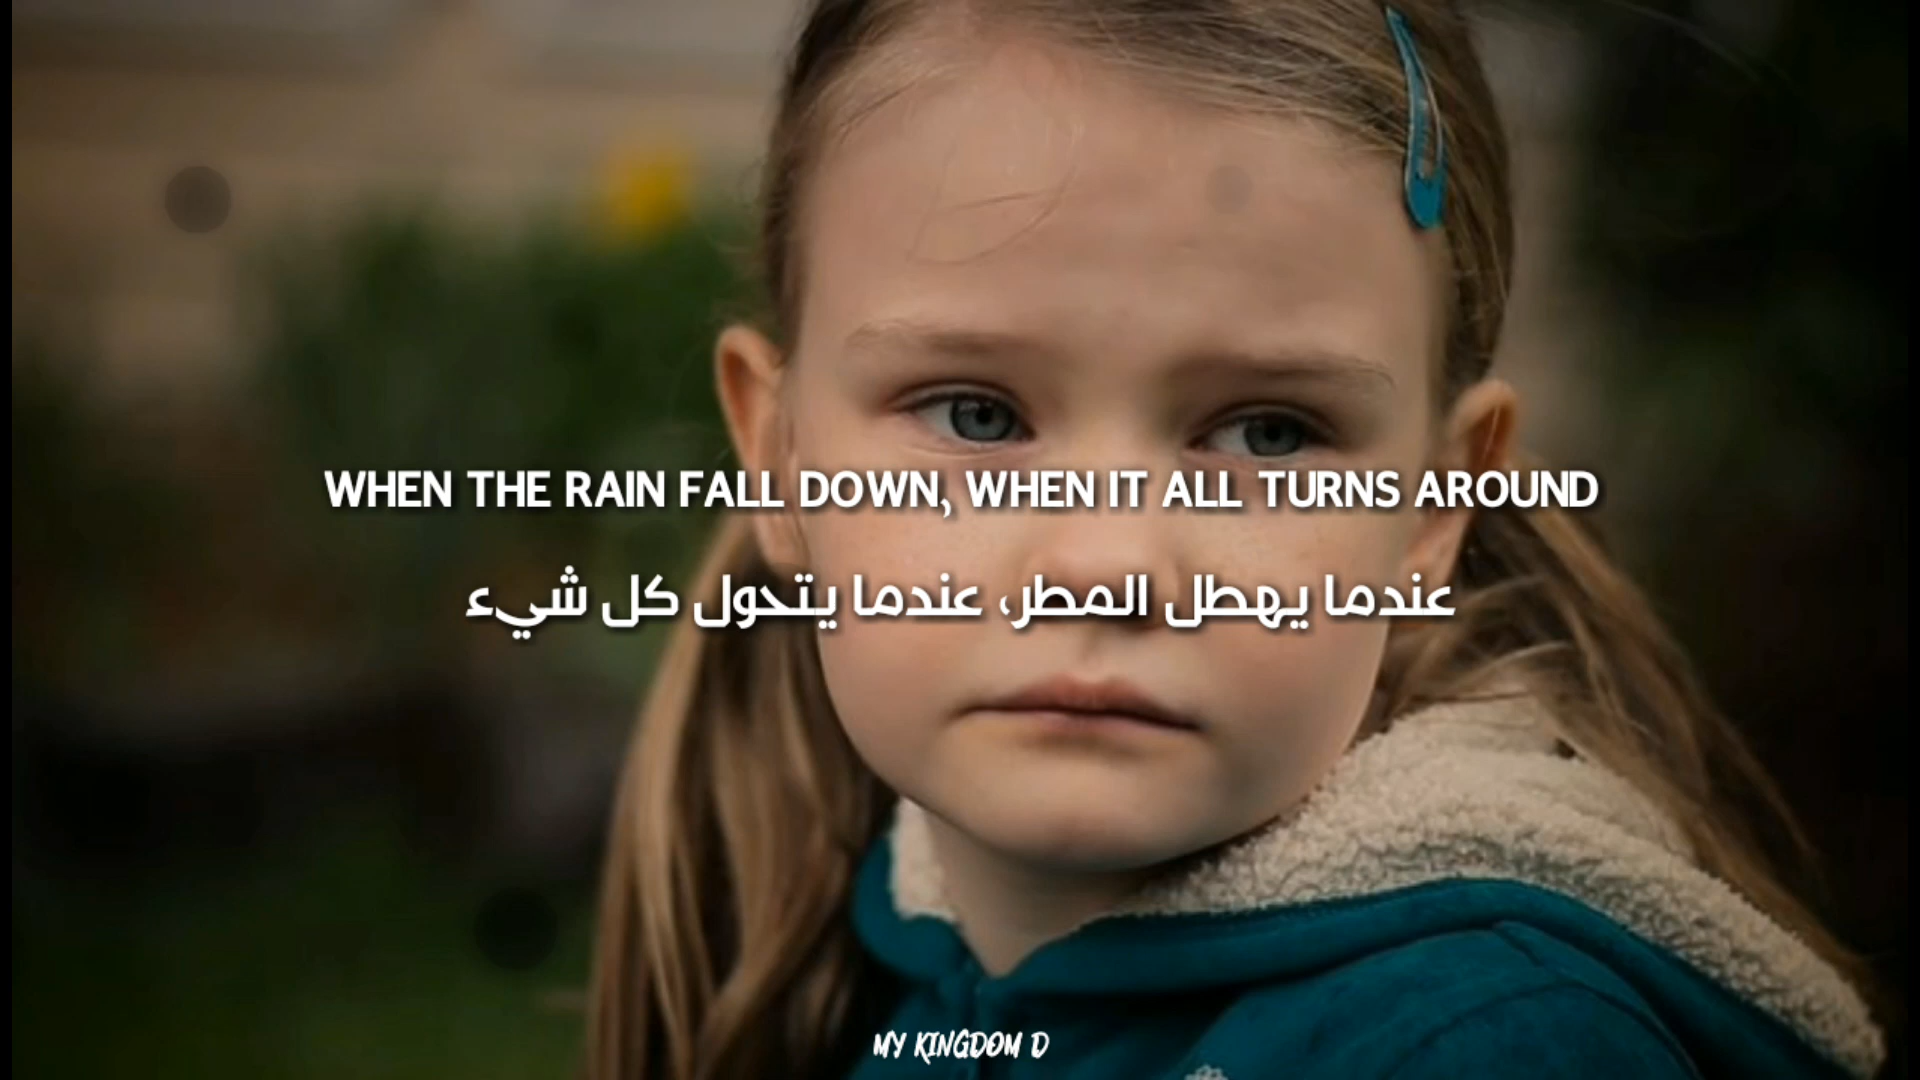 WHEN THE RAIN FALL DOWN, WHEN IT ALL TURNS AROUND
عندما يهطل المطر، عندما يتحول كل شيء
MY KINGDOM D